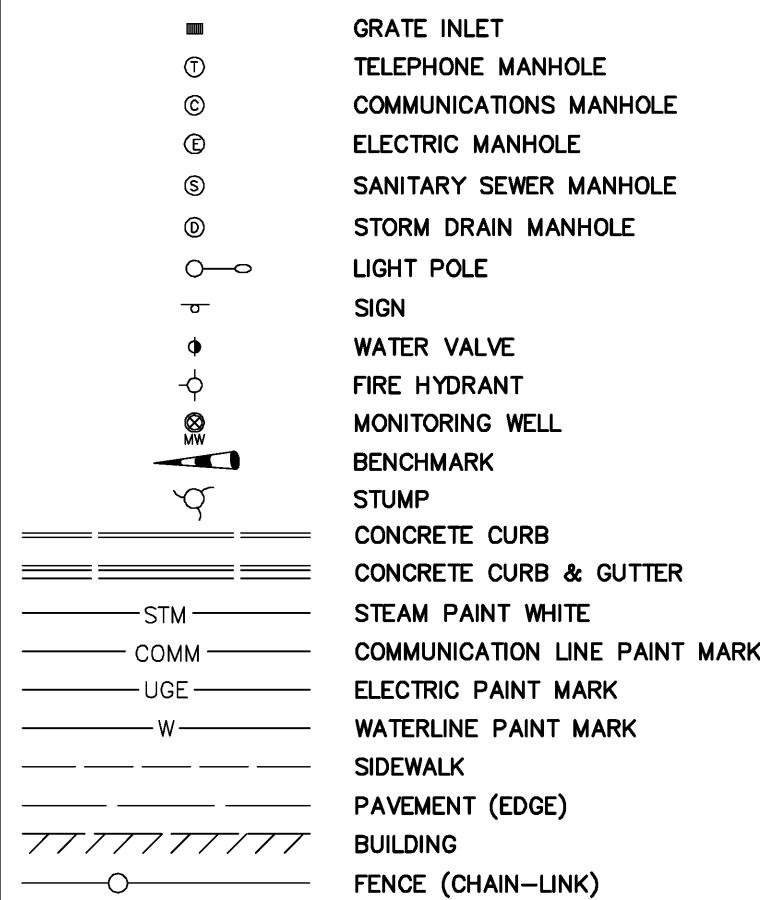 GRATE INLET
T TELEPHONE MANHOLE
C COMMUNICATIONS MANHOLE
E ELECTRIC MANHOLE
S SANITARY SEWER MANHOLE
D STORM DRAIN MANHOLE
LIGHT POLE
SIGN
WATER VALVE
FIRE HYDRANT
MONITORING WELL
MW
BENCHMARK
STUMP
CONCRETE CURB
CONCRETE CURB & GUTTER
STM STEAM PAINT WHITE
COMM COMMUNICATION LINE PAINT MARK
UGE ELECTRIC PAINT MARK
W WATERLINE PAINT MARK
SIDEWALK
PAVEMENT (EDGE)
BUILDING
FENCE (CHAIN-LINK)